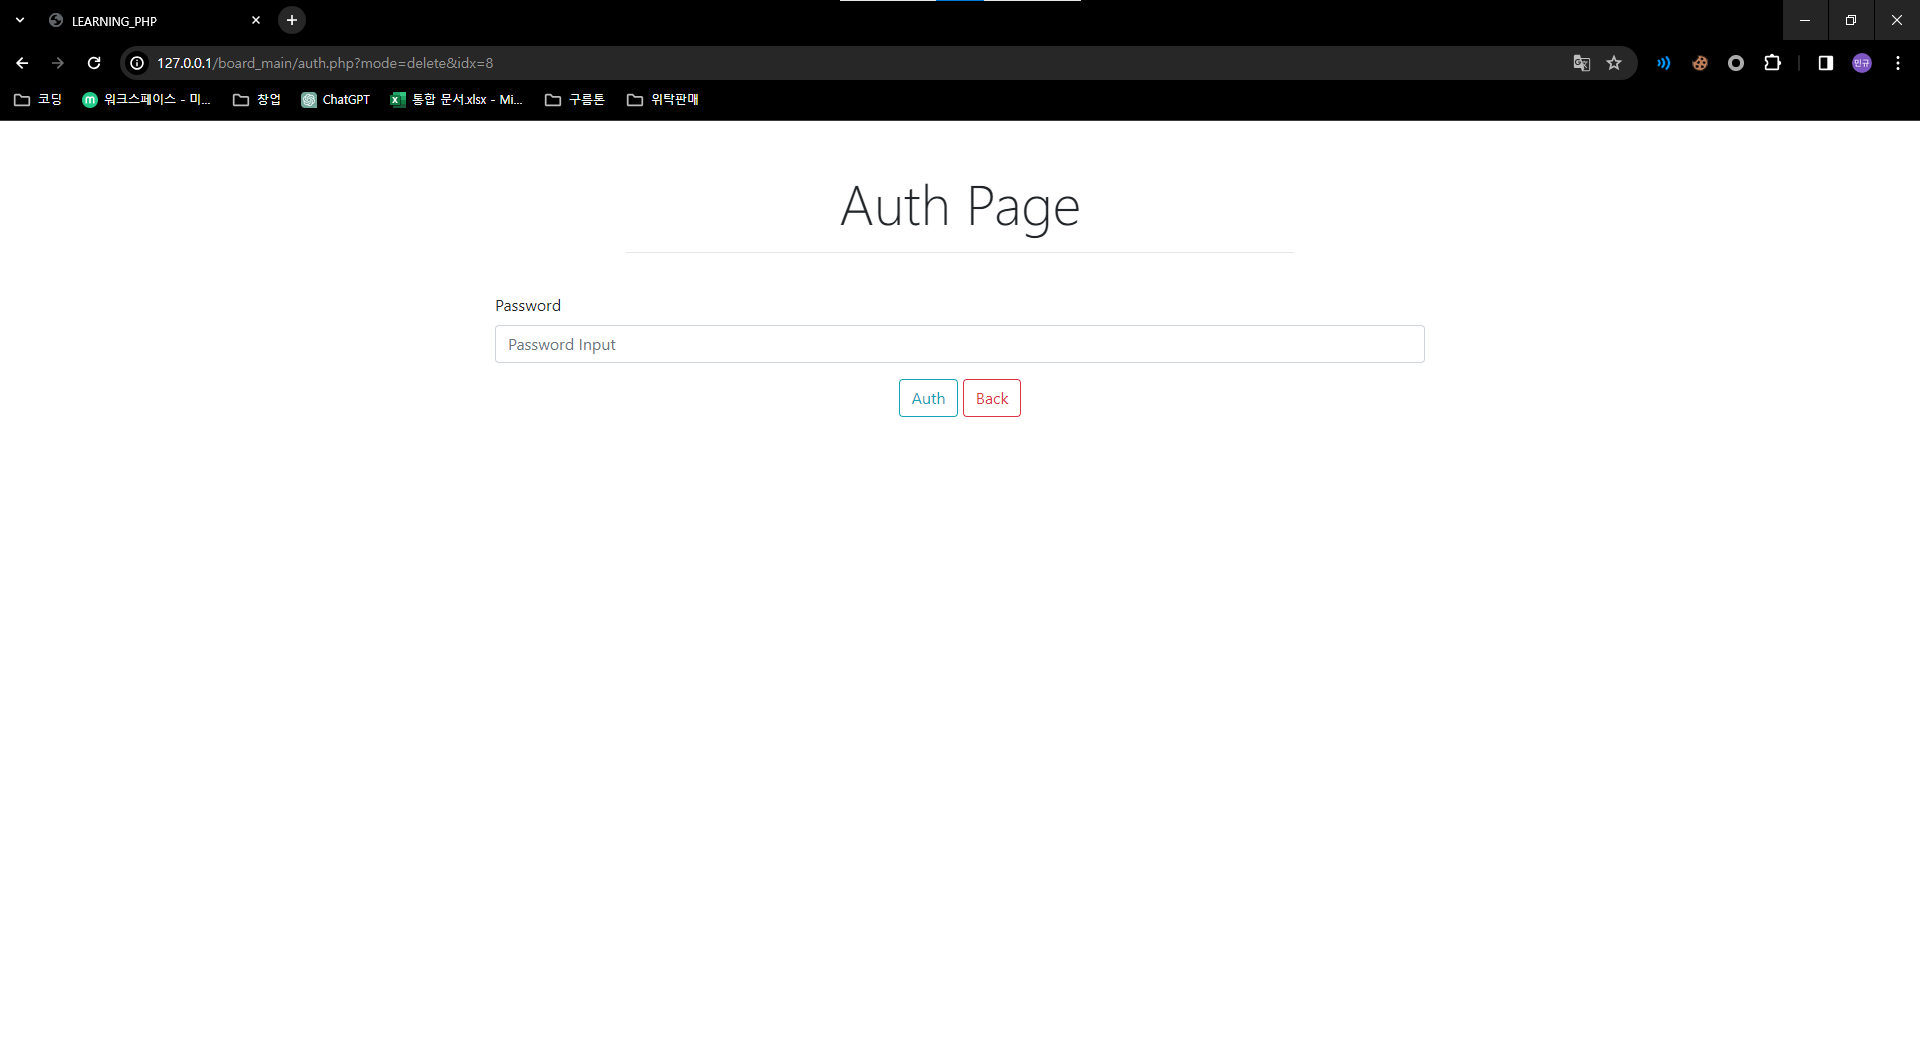 LEARNING_PHP
127.0.0.1/board_main/auth.php?mode=delete&idx=8
민규
코딩
m 워크스페이스 - 미...
창업
ChatGPT
통합 문서.xlsx - Mi...
구름톤
위탁판매
Auth Page
Password
Password Input
Auth Back